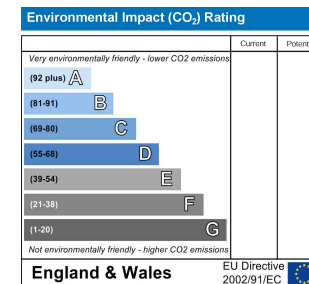 Environmental Impact (CO₂) Rating
Current Potent
Very environmentally friendly - lower CO2 emissions
(92 plus) A
(81-91) B
(69-80) C
(55-68) D
(39-54) E
(21-38) F
(1-20) G
Not environmentally friendly - higher CO2 emissions
England & Wales
EU Directive
2002/91/EC